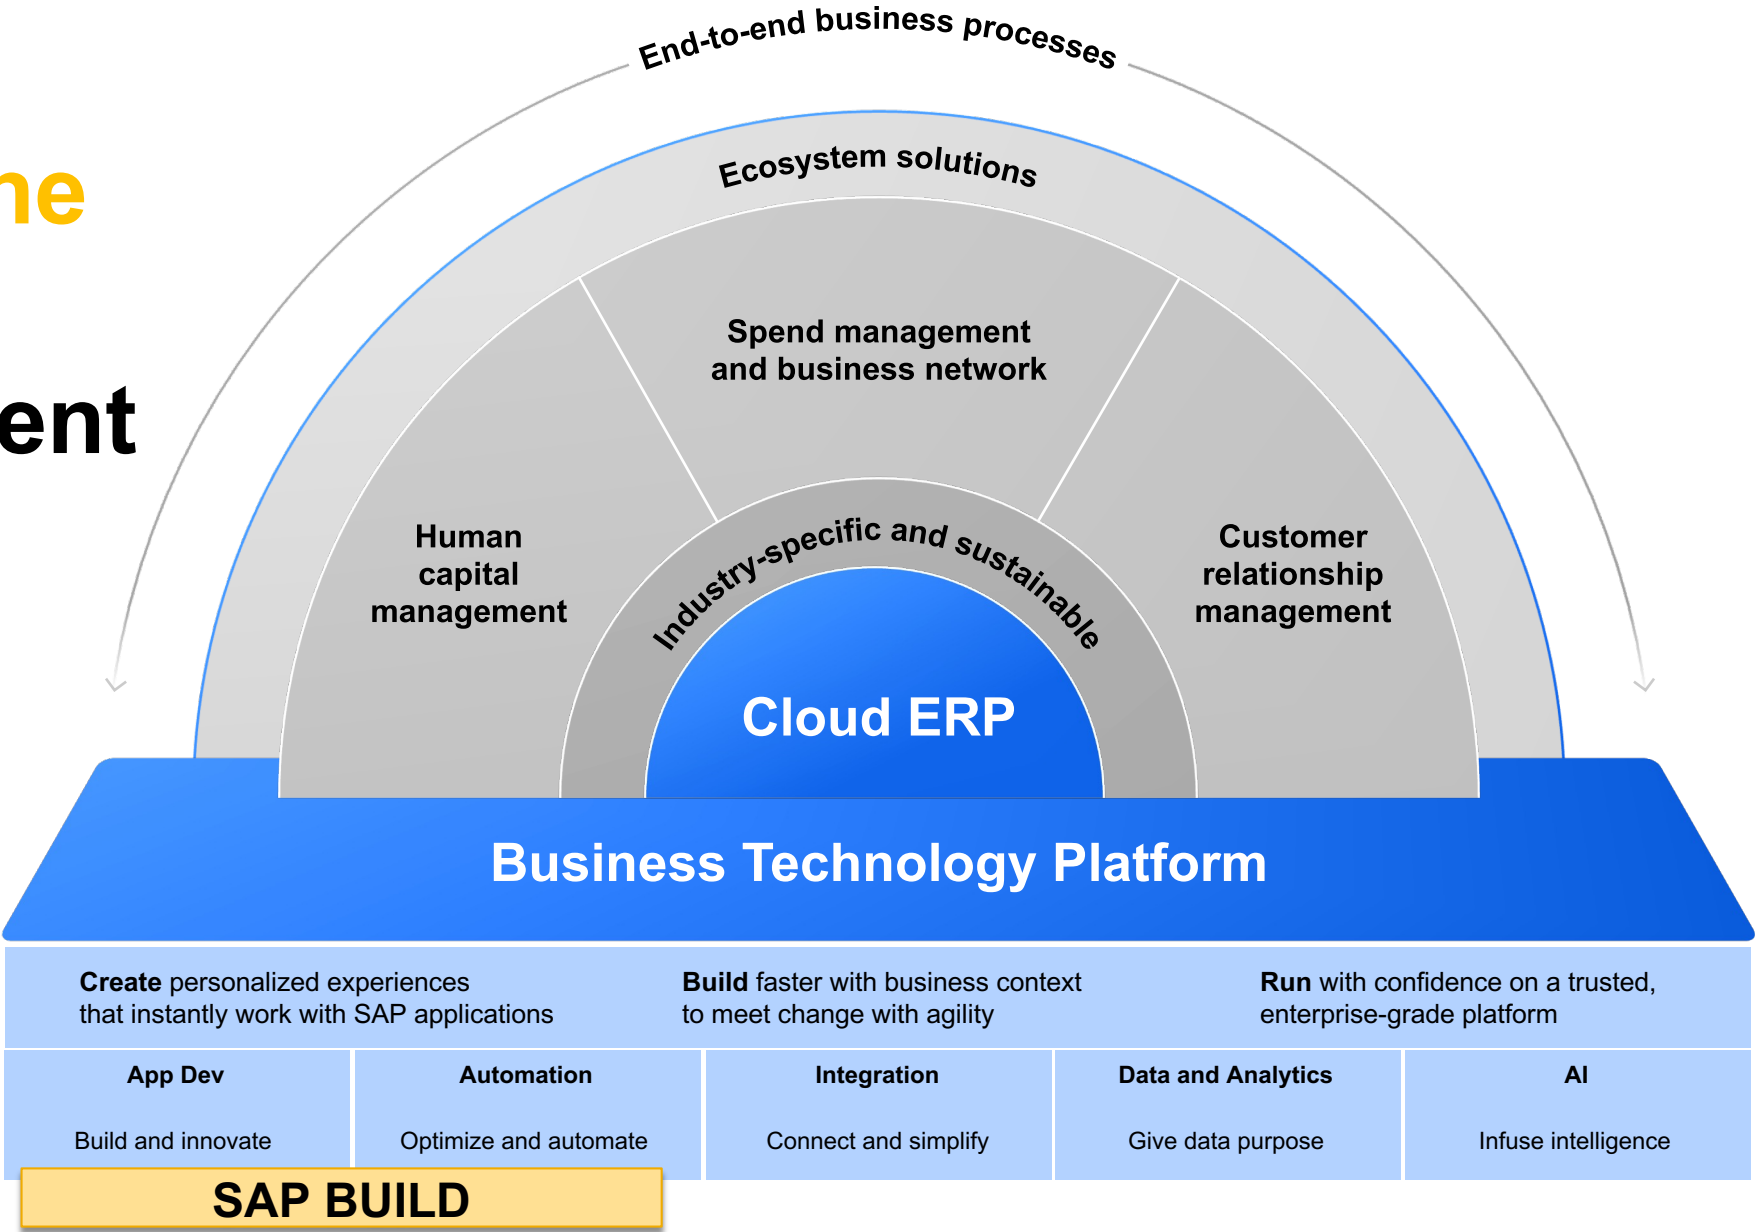 End-to-end business processes
Ecosystem solutions
ne
Spend management
and business network
ent
Human
capital
management
Industry-specific and sustainable
Customer
relationship
management
Cloud ERP
Business Technology Platform
Create personalized experiences
that instantly work with SAP applications
Build faster with business context
to meet change with agility
Run with confidence on a trusted,
enterprise-grade platform
App Dev
Build and innovate
Automation
Optimize and automate
Integration
Connect and simplify
Data and Analytics
Give data purpose
AI
Infuse intelligence
SAP BUILD